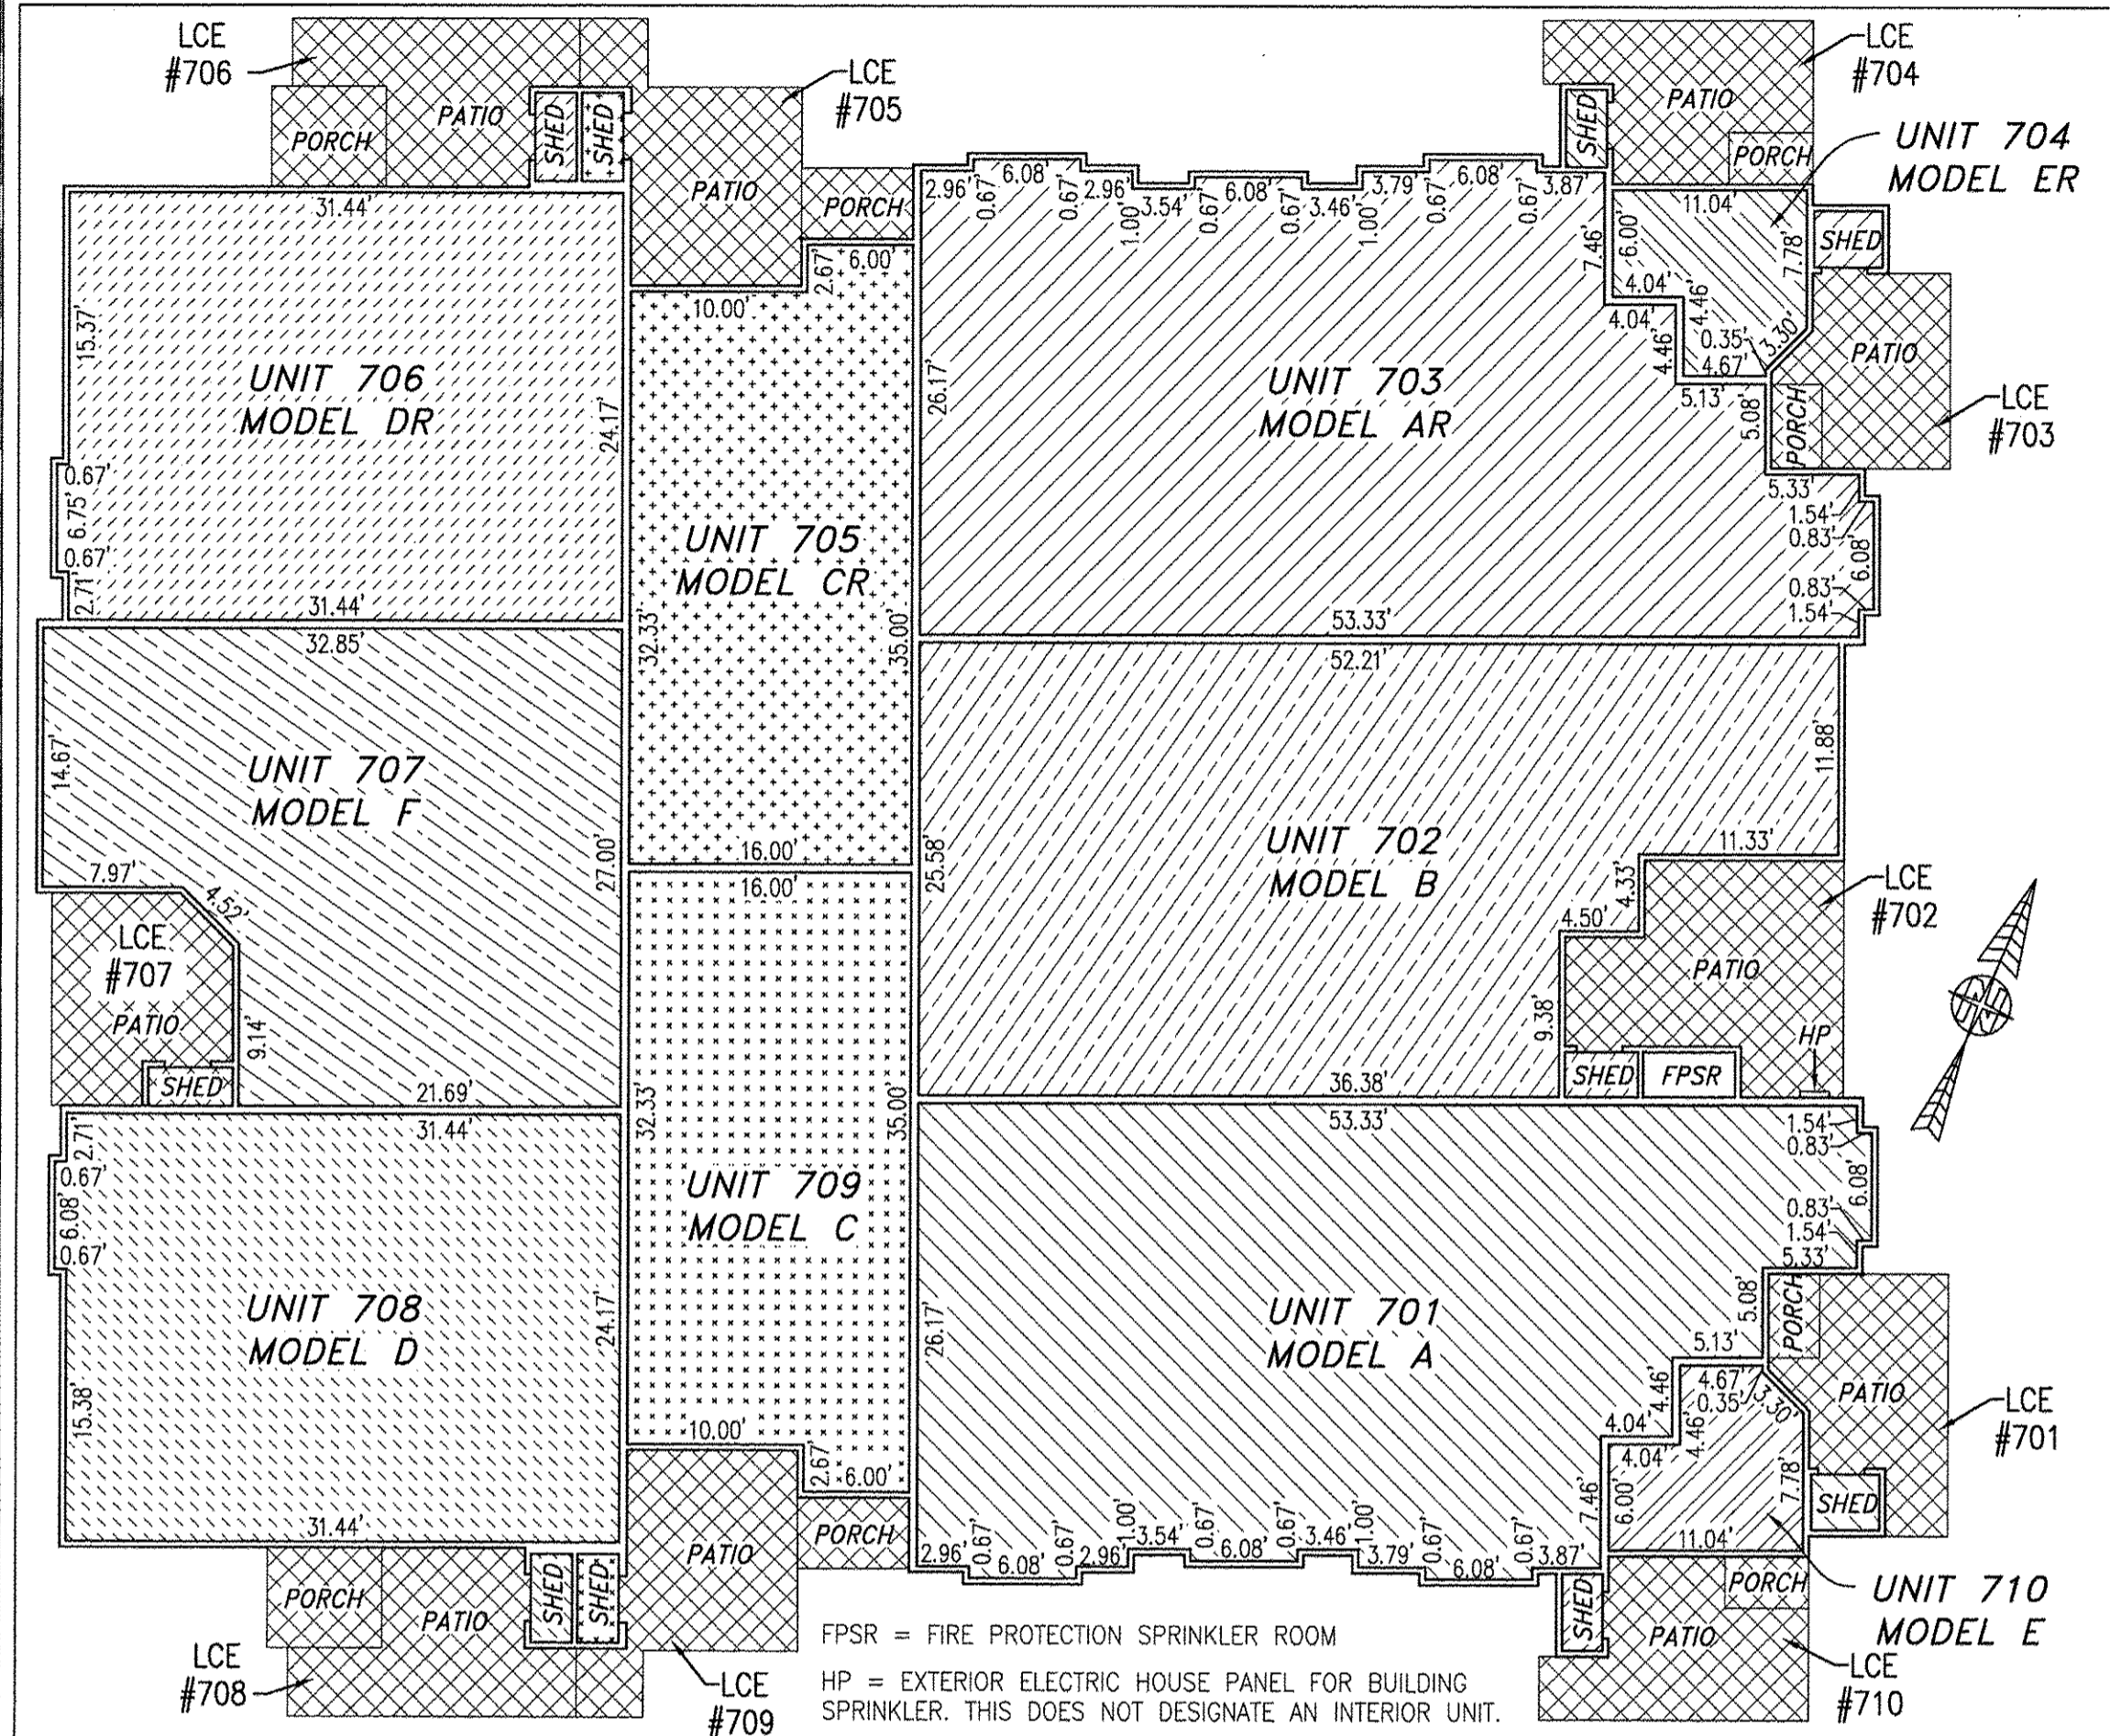 LCE
#706
LCE
#705
LCE
#704
PATIO
PORCH
SHED
SHED
PATIO
PORCH
SHED
PATIO
PORCH
UNIT 704
MODEL ER
31.44'
2.96'
0.67'
6.08'
0.67'
2.96'
1.00'
3.54'
0.67'
6.08'
0.67'
3.46'
1.00'
3.79'
0.67'
6.08'
0.67'
3.87'
11.04'
SHED
7.46'
6.00'
7.78'
2.67'
6.00'
10.00'
4.04'
4.04'
4.46'
4.46'
0.35'
3.30'
4.67'
5.13'
PATIO
15.37'
UNIT 706
MODEL DR
24.17'
26.17'
UNIT 703
MODEL AR
5.08'
PORCH
LCE
#703
0.67'
6.75'
0.67'
2.71'
31.44'
UNIT 705
MODEL CR
5.33'
1.54'
0.83'
6.08'
0.83'
1.54'
53.33'
32.85'
32.33'
35.00'
52.21'
14.67'
UNIT 707
MODEL F
27.00'
11.88'
7.97'
4.52'
16.00'
16.00'
25.58'
UNIT 702
MODEL B
11.33'
4.33'
4.50'
LCE
#702
LCE
#707
PATIO
9.14'
SHED
21.69'
PATIO
9.38'
HP
SHED
FPSR
36.38'
31.44'
53.33'
2.71'
0.67'
6.08'
0.67'
32.33'
35.00'
1.54'
0.83'
6.08'
0.83'
1.54'
5.33'
UNIT 709
MODEL C
UNIT 708
MODEL D
24.17'
26.17'
UNIT 701
MODEL A
5.08'
PORCH
5.13'
15.38'
4.46'
4.67'
0.35'
3.30'
PATIO
LCE
#701
10.00'
2.67'
6.00'
4.04'
4.04'
4.46'
7.46'
6.00'
7.78'
SHED
31.44'
2.96'
0.67'
6.08'
0.67'
2.96'
1.00'
3.54'
0.67'
6.08'
0.67'
3.46'
1.00'
3.79'
0.67'
6.08'
0.67'
3.87'
11.04'
PORCH
PATIO
SHED
SHED
PATIO
PORCH
SHED
PATIO
PORCH
UNIT 710
MODEL E
LCE
#708
LCE
#709
LCE
#710
FPSR = FIRE PROTECTION SPRINKLER ROOM
HP = EXTERIOR ELECTRIC HOUSE PANEL FOR BUILDING
SPRINKLER. THIS DOES NOT DESIGNATE AN INTERIOR UNIT.